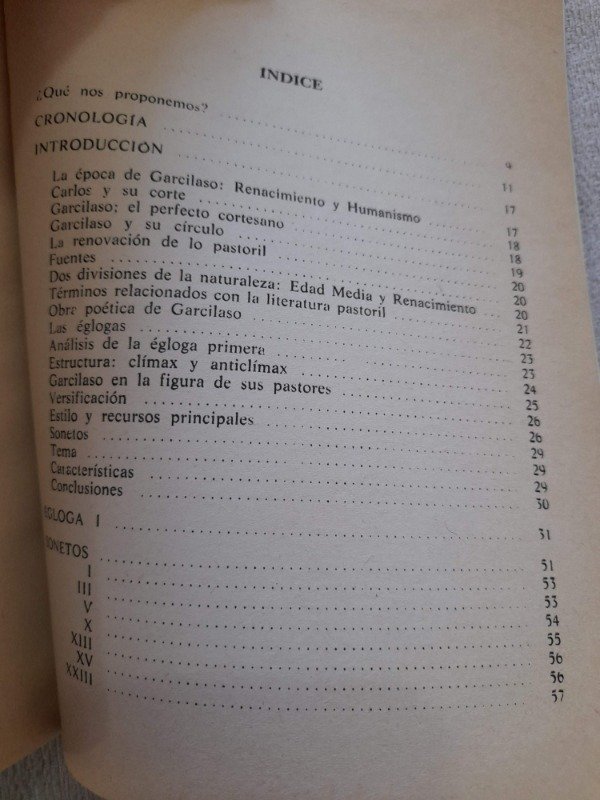 INDICE
¿Qué nos proponemos? 9
CRONOLOGÍA 11
INTRODUCCIÓN 17
La época de Garcilaso: Renacimiento y Humanismo 17
Carlos y su corte 18
Garcilaso: el perfecto cortesano 18
Garcilaso y su círculo 19
La renovación de lo pastoril 20
Fuentes 20
Dos divisiones de la naturaleza: Edad Media y Renacimiento 20
Términos relacionados con la literatura pastoril 21
Obra poética de Garcilaso 22
Las églogas 23
Análisis de la égloga primera 23
Estructura: clímax y anticlímax 24
Garcilaso en la figura de sus pastores 25
Versificación 26
Estilo y recursos principales 26
Sonetos 29
Tema 29
Características 29
Conclusiones 30
EGLOGA I 31
SONETOS 51
I 53
III 53
V 54
X 55
XIII 56
XV 56
XXIII 57